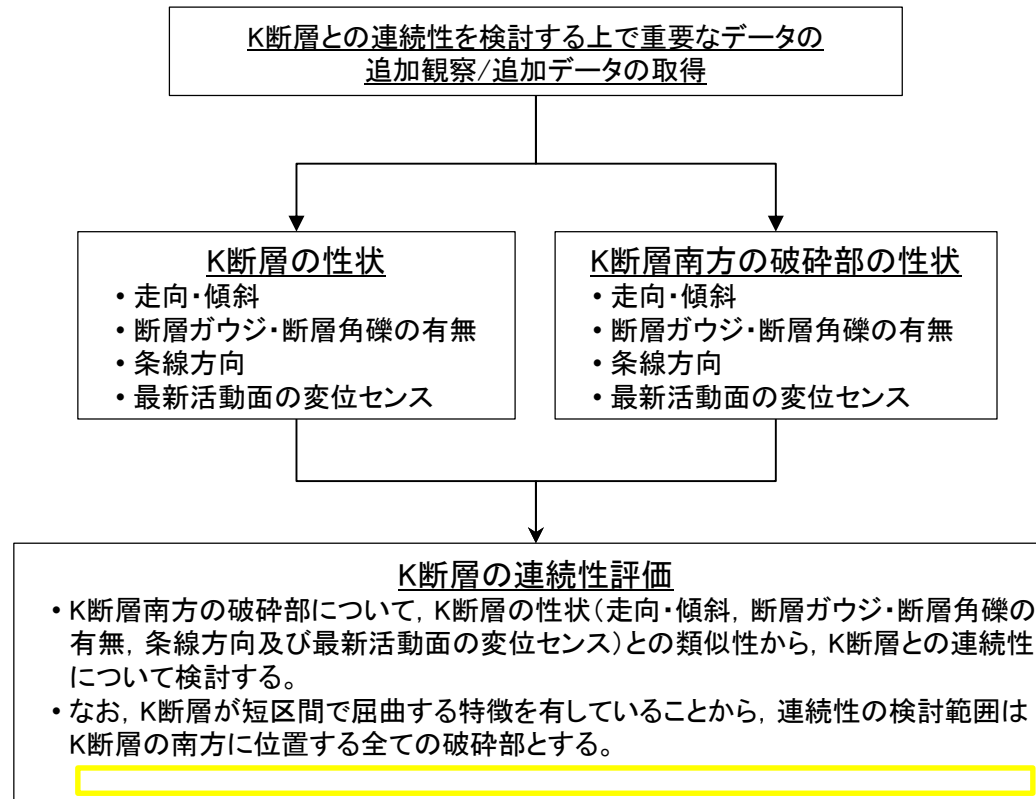 K断層との連続性を検討する上で重要なデータの
追加観察/追加データの取得
K断層の性状
• 走向・傾斜
• 断層ガウジ・断層角礫の有無
• 条線方向
• 最新活動面の変位センス
K断層南方の破砕部の性状
• 走向・傾斜
• 断層ガウジ・断層角礫の有無
• 条線方向
• 最新活動面の変位センス
K断層の連続性評価
• K断層南方の破砕部について，K断層の性状（走向・傾斜，断層ガウジ・断層角礫の
有無，条線方向及び最新活動面の変位センス）との類似性から，K断層との連続性
について検討する。
• なお，K断層が短区間で屈曲する特徴を有していることから，連続性の検討範囲は
K断層の南方に位置する全ての破砕部とする。